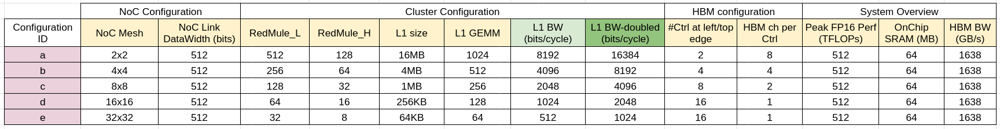 NoC Configuration Cluster Configuration HBM configuration System Overview
Configuration ID NoC Mesh NoC Link DataWidth (bits) RedMule_L RedMule_H L1 size L1 GEMM L1 BW (bits/cycle) L1 BW-doubled (bits/cycle) #Ctrl at left/top edge HBM ch per Ctrl Peak FP16 Perf (TFLOPs) OnChip SRAM (MB) HBM BW (GB/s)
a 2x2 512 512 128 16MB 1024 8192 16384 2 8 512 64 1638
b 4x4 512 256 64 4MB 512 4096 8192 4 4 512 64 1638
c 8x8 512 128 32 1MB 256 2048 4096 8 2 512 64 1638
d 16x16 512 64 16 256KB 128 1024 2048 16 1 512 64 1638
e 32x32 512 32 8 64KB 64 512 1024 16 1 512 64 1638